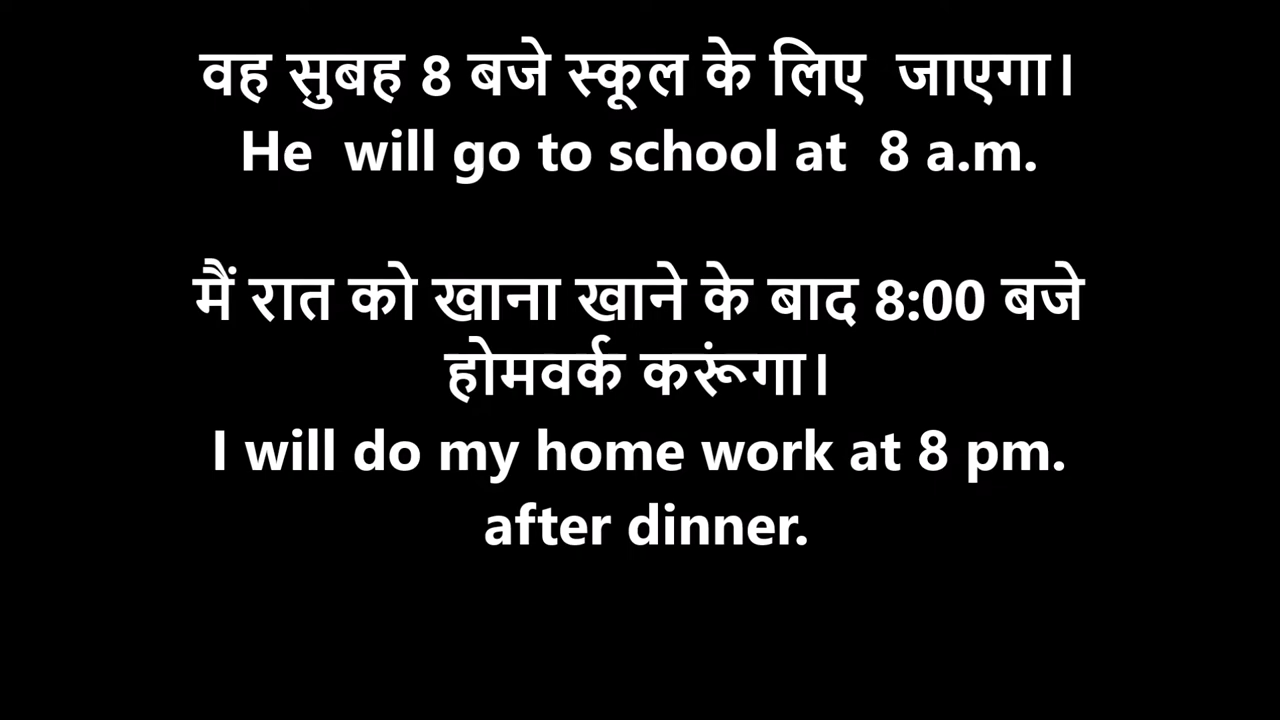 वह सुबह 8 बजे स्कूल के लिए जाएगा।
He will go to school at 8 a.m.
मैं रात को खाना खाने के बाद 8:00 बजे
होमवर्क करूंगा।
I will do my home work at 8 pm.
after dinner.